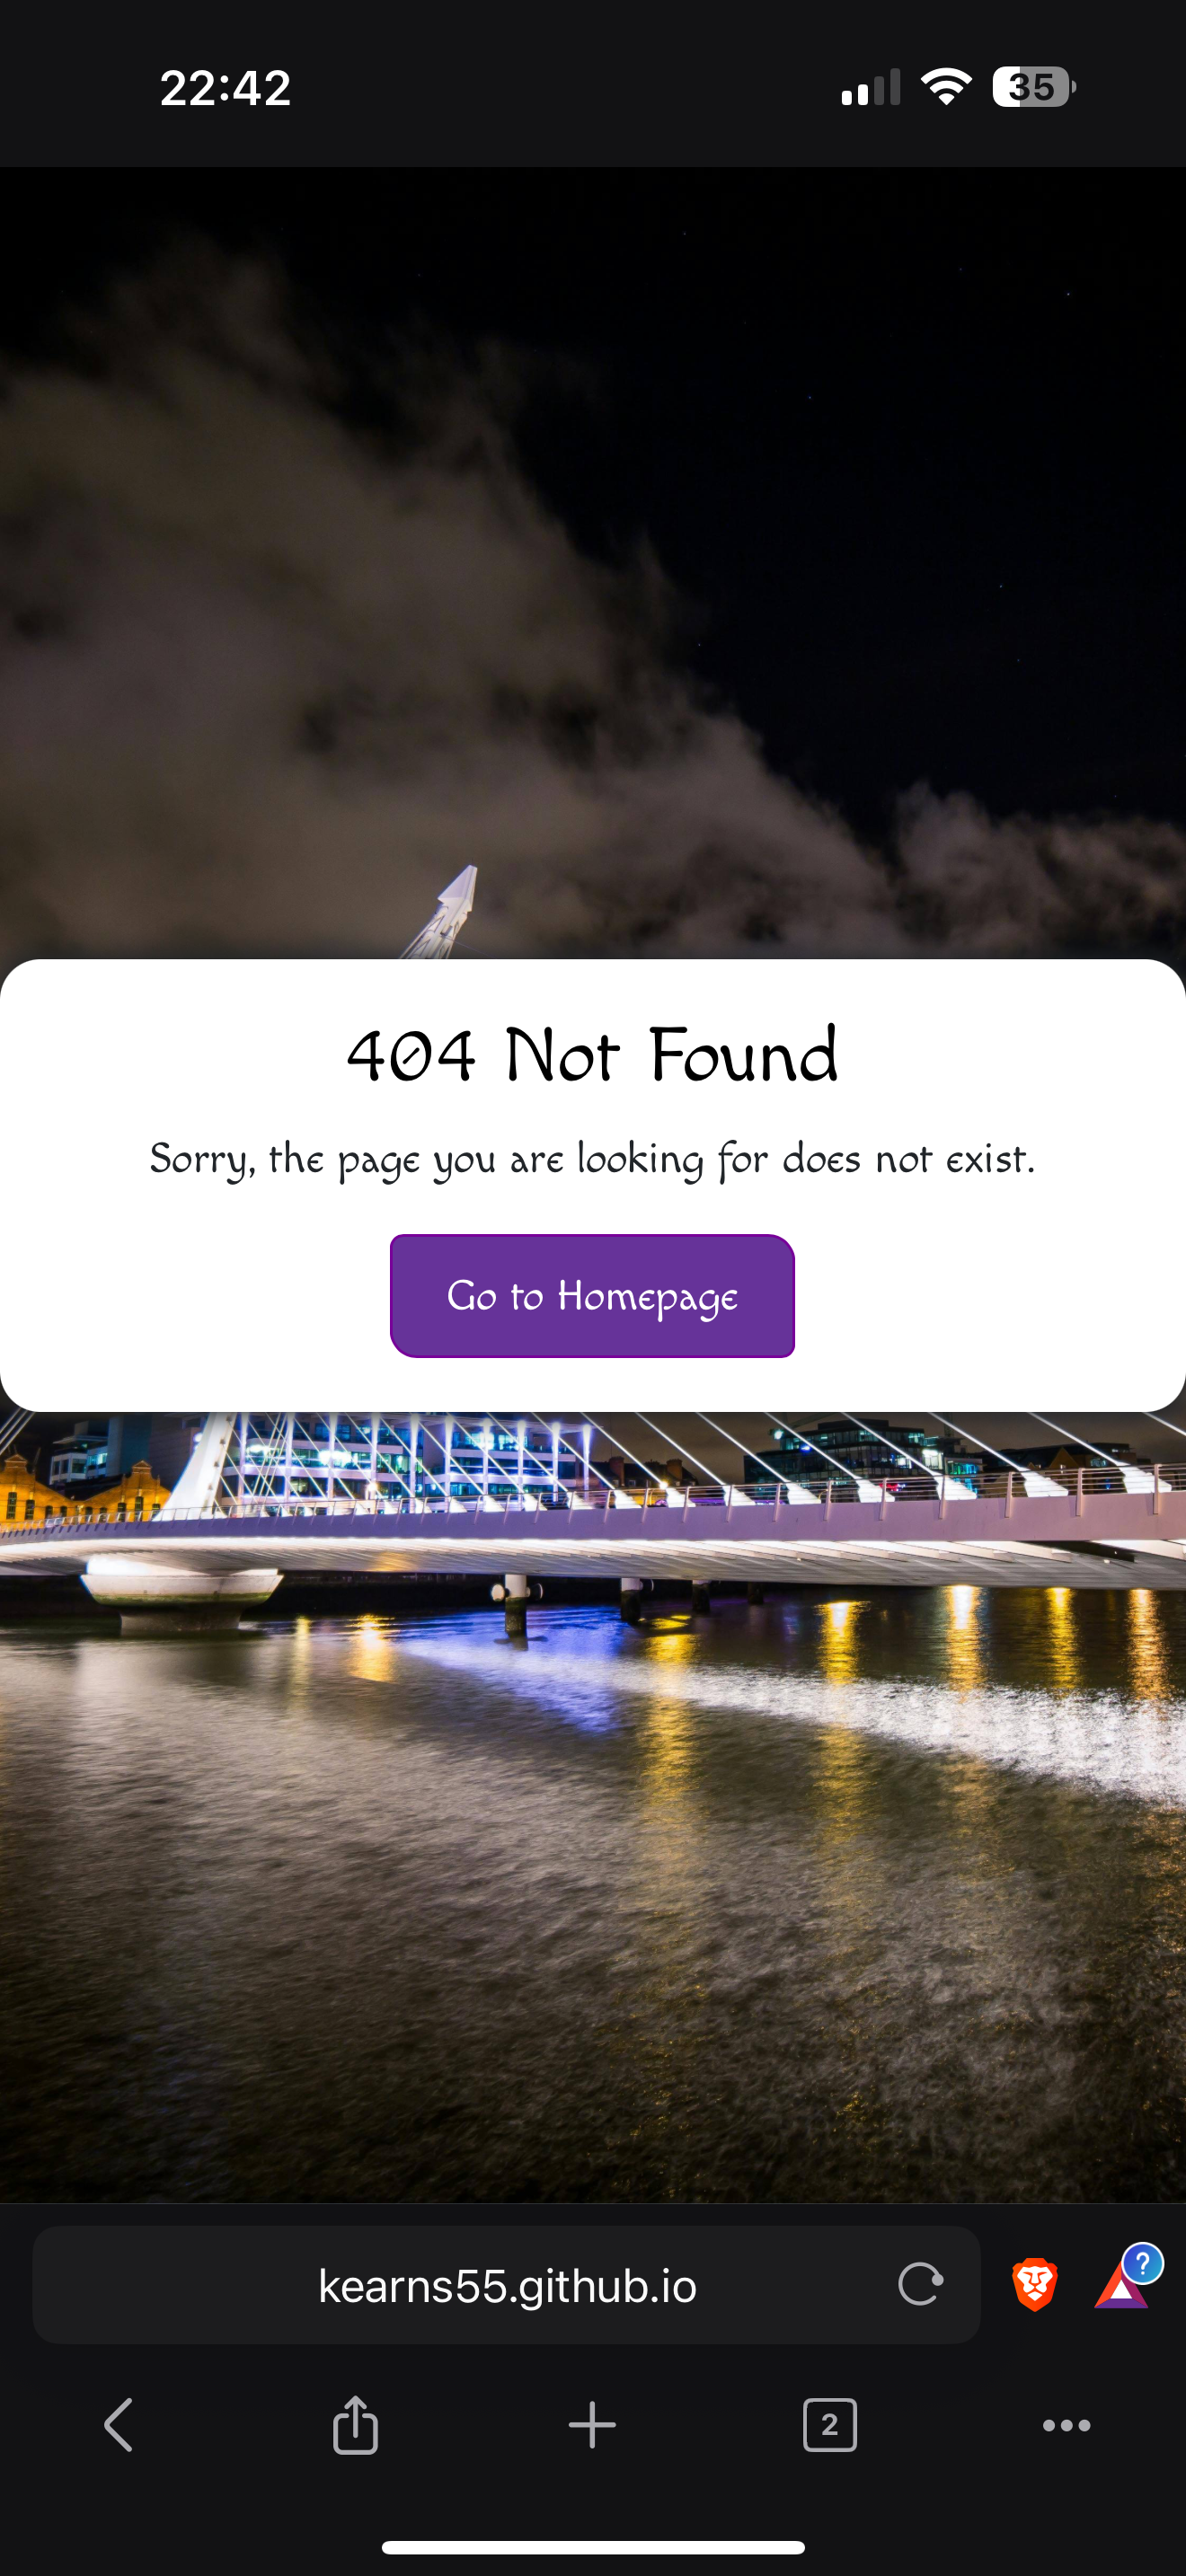 22:42
35
404 Not Found
Sorry, the page you are looking for does not exist.
Go to Homepage
kearns55.github.io
?
2